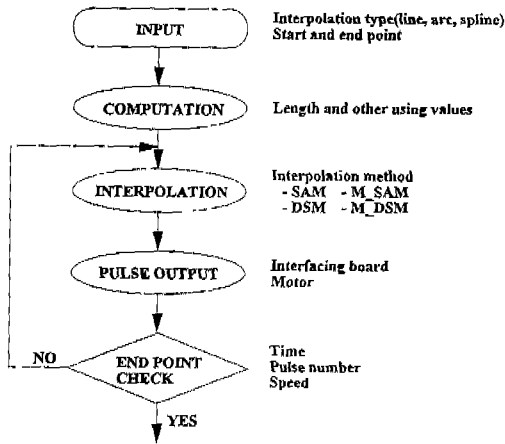 INPUT
Interpolation type(line, arc, spline)
Start and end point
COMPUTATION
Length and other using values
INTERPOLATION
Interpolation method
- SAM - M_SAM
- DSM - M_DSM
PULSE OUTPUT
Interfacing board
Motor
NO
END POINT
CHECK
Time
Pulse number
Speed
YES